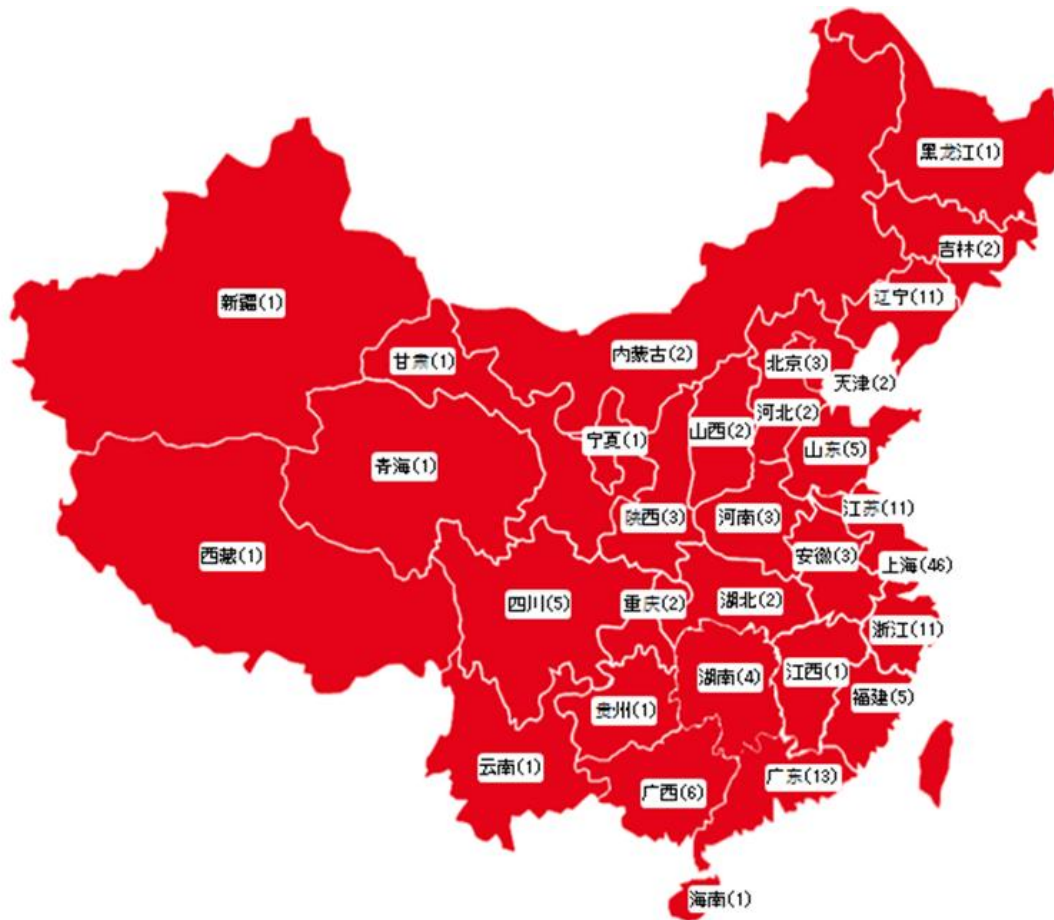 黑龙江(1)
吉林(2)
辽宁(11)
新疆(1)
甘肃(1)
内蒙古(2)
北京(3)
天津(2)
河北(2)
宁夏(1)
山西(2)
山东(5)
青海(1)
陕西(3)
河南(3)
江苏(11)
西藏(1)
安徽(3)
上海(46)
四川(5)
重庆(2)
湖北(2)
浙江(11)
湖南(4)
江西(1)
福建(5)
贵州(1)
云南(1)
广西(6)
广东(13)
海南(1)